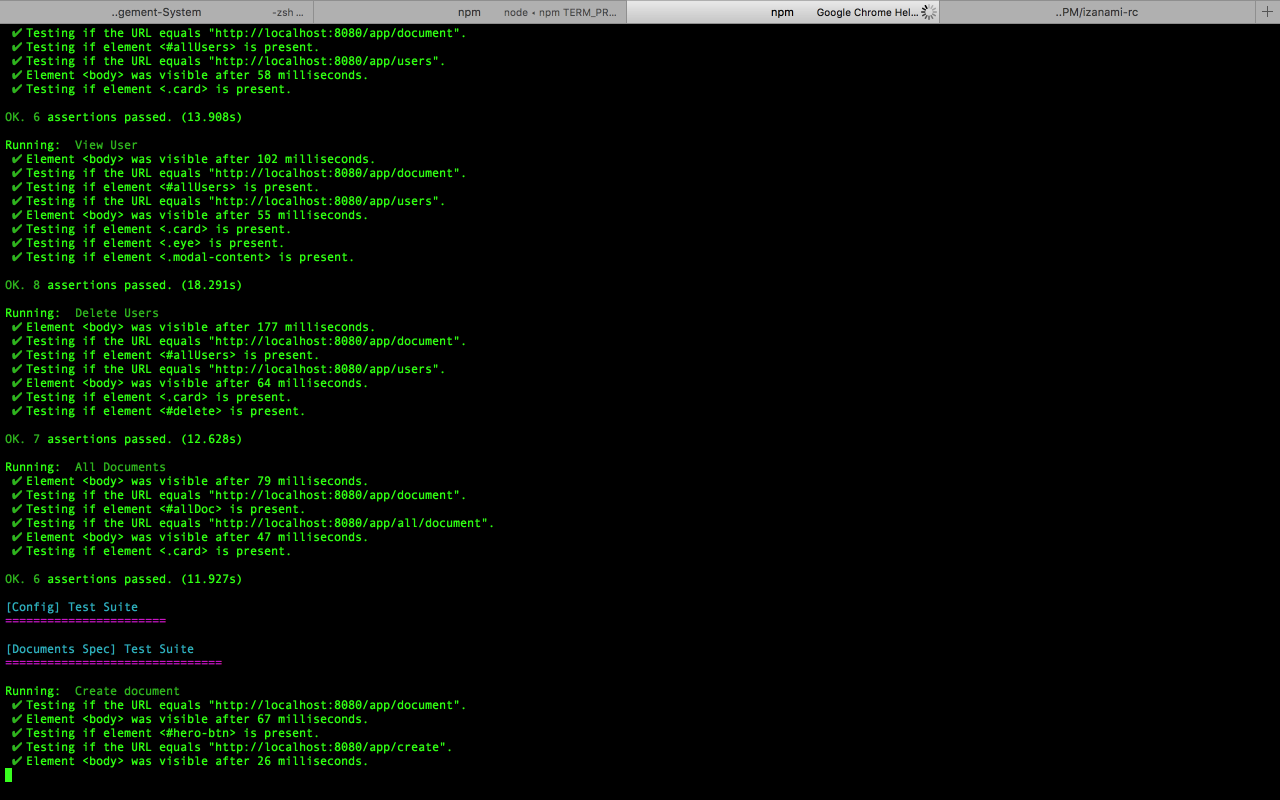 ..gement-System -zsh ... npm node • npm TERM_PR... npm Google Chrome Hel... ..PM/izanami-rc +
✔ Testing if the URL equals "http://localhost:8080/app/document".
✔ Testing if element <#allUsers> is present.
✔ Testing if the URL equals "http://localhost:8080/app/users".
✔ Element <body> was visible after 58 milliseconds.
✔ Testing if element <.card> is present.
OK. 6 assertions passed. (13.908s)
Running:  View User
✔ Element <body> was visible after 102 milliseconds.
✔ Testing if the URL equals "http://localhost:8080/app/document".
✔ Testing if element <#allUsers> is present.
✔ Testing if the URL equals "http://localhost:8080/app/users".
✔ Element <body> was visible after 55 milliseconds.
✔ Testing if element <.card> is present.
✔ Testing if element <.eye> is present.
✔ Testing if element <.modal-content> is present.
OK. 8 assertions passed. (18.291s)
Running:  Delete Users
✔ Element <body> was visible after 177 milliseconds.
✔ Testing if the URL equals "http://localhost:8080/app/document".
✔ Testing if element <#allUsers> is present.
✔ Testing if the URL equals "http://localhost:8080/app/users".
✔ Element <body> was visible after 64 milliseconds.
✔ Testing if element <.card> is present.
✔ Testing if element <#delete> is present.
OK. 7 assertions passed. (12.628s)
Running:  All Documents
✔ Element <body> was visible after 79 milliseconds.
✔ Testing if the URL equals "http://localhost:8080/app/document".
✔ Testing if element <#allDoc> is present.
✔ Testing if the URL equals "http://localhost:8080/app/all/document".
✔ Element <body> was visible after 47 milliseconds.
✔ Testing if element <.card> is present.
OK. 6 assertions passed. (11.927s)
[Config] Test Suite
=======================
[Documents Spec] Test Suite
===============================
Running:  Create document
✔ Testing if the URL equals "http://localhost:8080/app/document".
✔ Element <body> was visible after 67 milliseconds.
✔ Testing if element <#hero-btn> is present.
✔ Testing if the URL equals "http://localhost:8080/app/create".
✔ Element <body> was visible after 26 milliseconds.